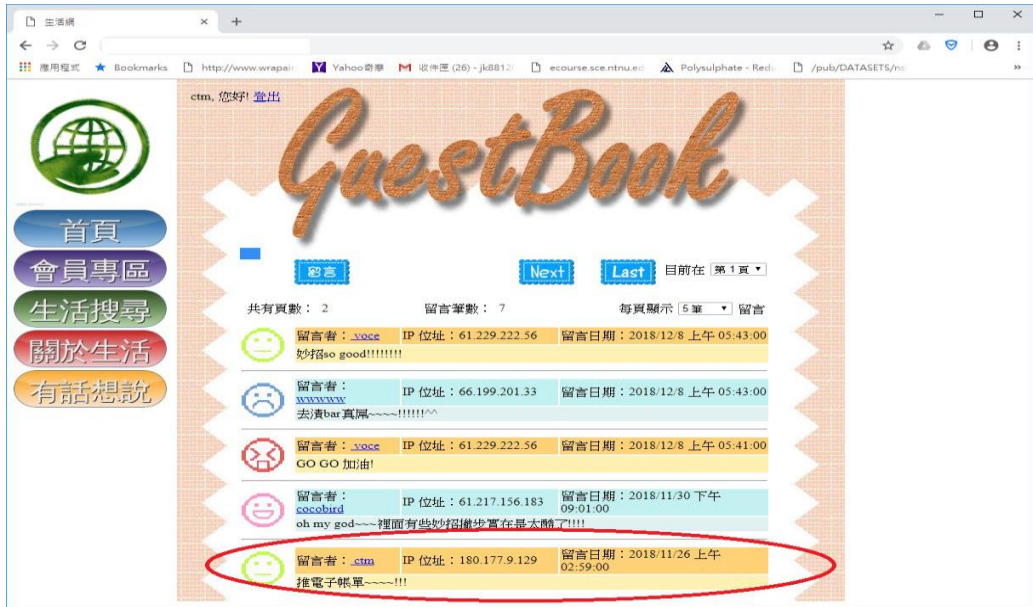 生活網
應用程式 Bookmarks http://www.wrapair Yahoo奇摩 收件匣 (26) - jk8812 ecourse.sce.ntnu.ed Polysulphate - Redu /pub/DATASETS/ns
ctm, 您好! 登出
GuestBook
首頁
會員專區
生活搜尋
關於生活
有話想說
留言 Next Last 目前在 第 1 頁
共有頁數： 2 留言筆數： 7 每頁顯示 5 筆 留言
留言者： voce IP 位址：61.229.222.56 留言日期：2018/12/8 上午 05:43:00
妙招so good!!!!!!!!
留言者：
wwwww IP 位址：66.199.201.33 留言日期：2018/12/8 上午 05:43:00
去漬bar真屌~~~~!!!!!!^^
留言者： voce IP 位址：61.229.222.56 留言日期：2018/12/8 上午 05:41:00
GO GO 加油!
留言者：
cocobird IP 位址：61.217.156.183 留言日期：2018/11/30 下午
09:01:00
oh my god~~~裡面有些妙招撇步實在是太酷了!!!!
留言者： ctm IP 位址：180.177.9.129 留言日期：2018/11/26 上午
02:59:00
推電子帳單~~~~!!!